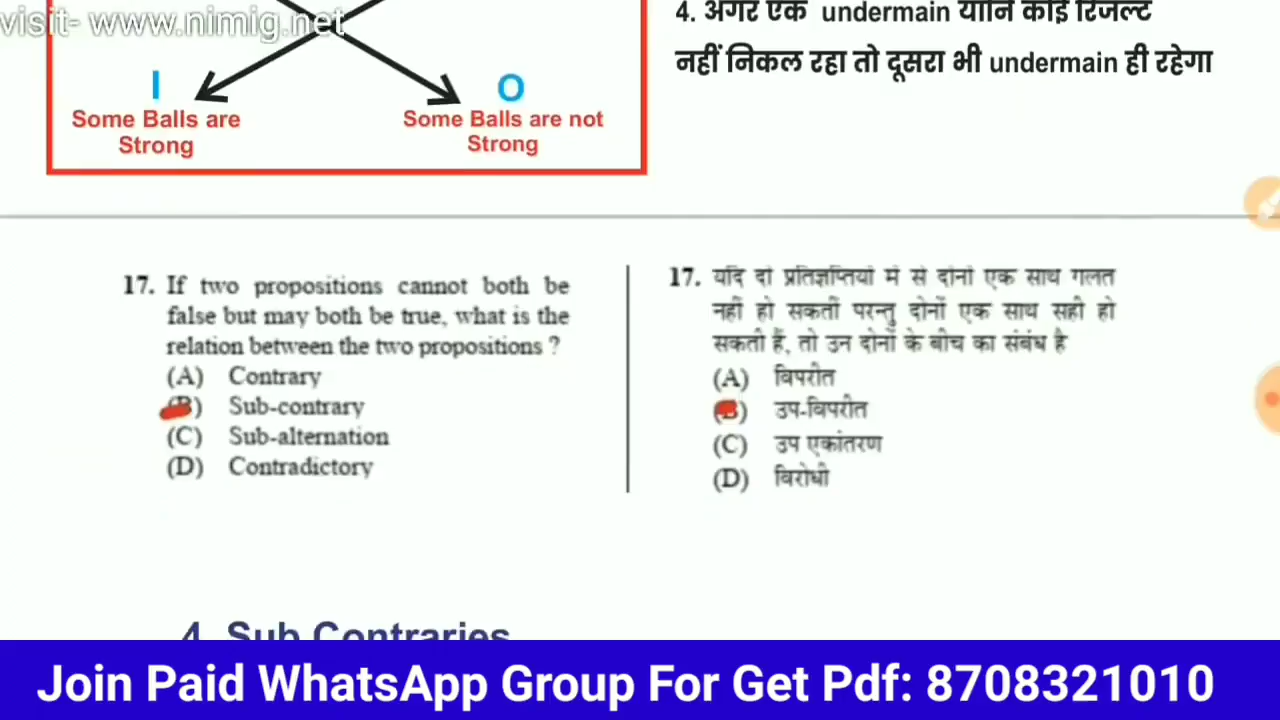 visit- www.nimig.net
4. अगर एक undermain यानि कोई रिजल्ट
नहीं निकल रहा तो दूसरा भी undermain ही रहेगा
I
O
Some Balls are
Strong
Some Balls are not
Strong
17. If two propositions cannot both be
false but may both be true, what is the
relation between the two propositions ?
(A) Contrary
(B) Sub-contrary
(C) Sub-alternation
(D) Contradictory
17. यदि दो प्रतिज्ञप्तियों में से दोनों एक साथ गलत
नहीं हो सकतीं परन्तु दोनों एक साथ सही हो
सकती हैं, तो उन दोनों के बीच का संबंध है
(A) विपरीत
(B) उप-विपरीत
(C) उप एकांतरण
(D) विरोधी
4. Sub Contraries
Join Paid WhatsApp Group For Get Pdf: 8708321010